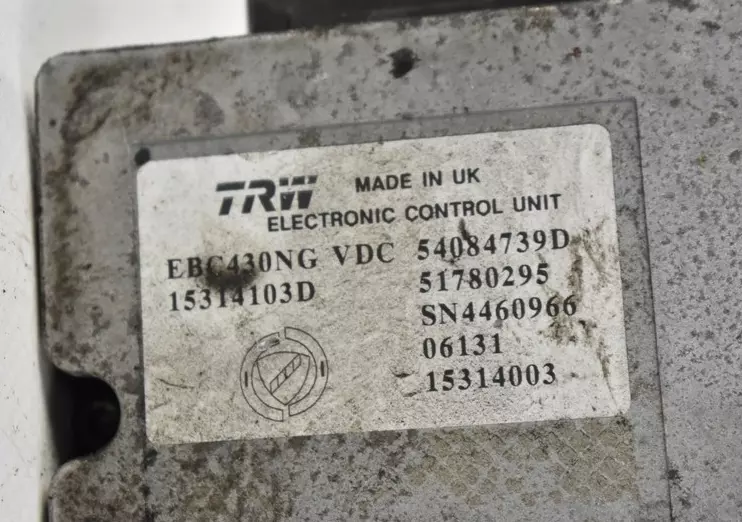 TRW MADE IN UK
ELECTRONIC CONTROL UNIT
EBC430NG VDC 54084739D
15314103D 51780295
SN4460966
06131
15314003